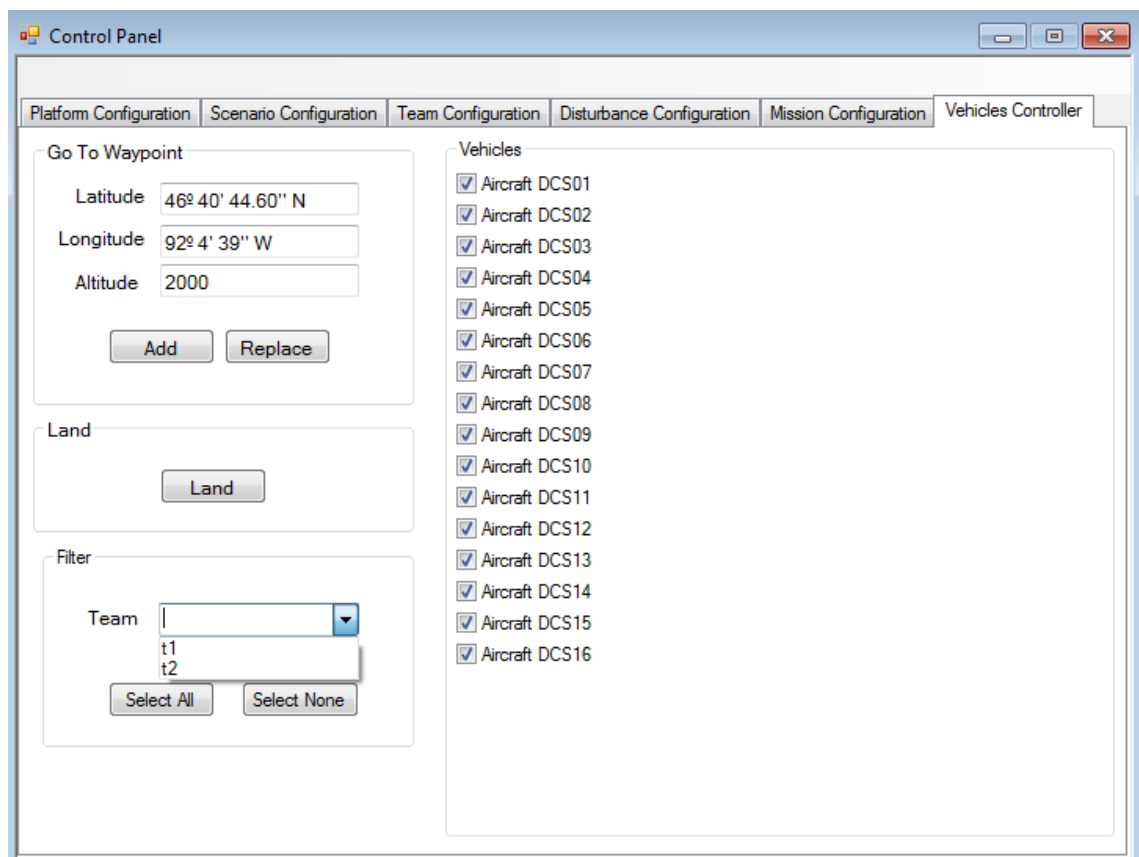 Control Panel
Platform Configuration Scenario Configuration Team Configuration Disturbance Configuration Mission Configuration Vehicles Controller
Go To Waypoint
Latitude 46º 40' 44.60'' N
Longitude 92º 4' 39'' W
Altitude 2000
Add Replace
Land
Land
Filter
Team
t1
t2
Select All Select None
Vehicles
Aircraft DCS01
Aircraft DCS02
Aircraft DCS03
Aircraft DCS04
Aircraft DCS05
Aircraft DCS06
Aircraft DCS07
Aircraft DCS08
Aircraft DCS09
Aircraft DCS10
Aircraft DCS11
Aircraft DCS12
Aircraft DCS13
Aircraft DCS14
Aircraft DCS15
Aircraft DCS16